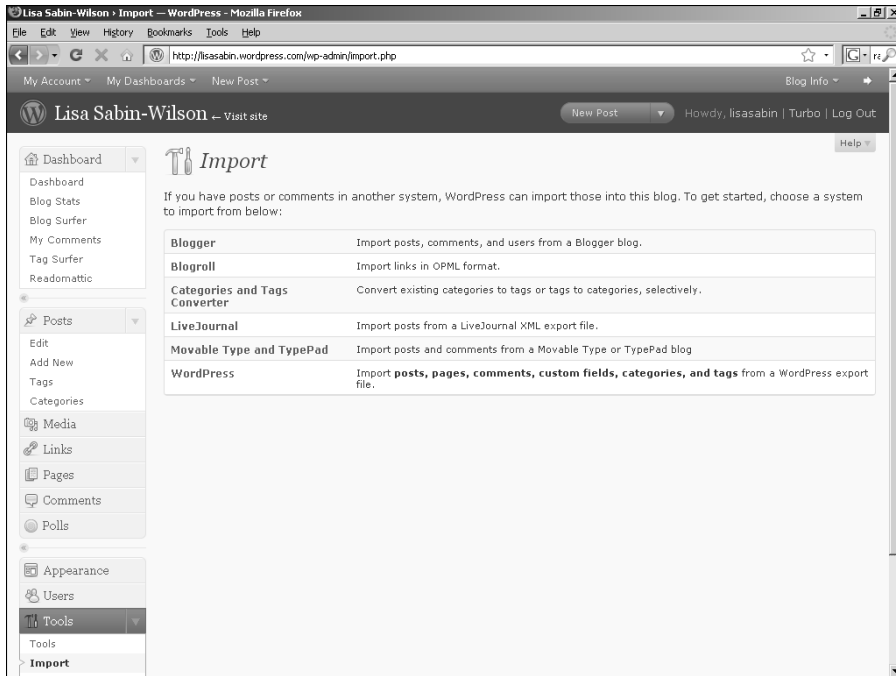 Lisa Sabin-Wilson › Import — WordPress - Mozilla Firefox
File Edit View History Bookmarks Tools Help
http://lisasabin.wordpress.com/wp-admin/import.php
My Account My Dashboards New Post Blog Info
Lisa Sabin-Wilson ← Visit site New Post Howdy, lisasabin | Turbo | Log Out
Help
Dashboard
Dashboard
Blog Stats
Blog Surfer
My Comments
Tag Surfer
Readomattic
Posts
Edit
Add New
Tags
Categories
Media
Links
Pages
Comments
Polls
Appearance
Users
Tools
Tools
Import
Import
If you have posts or comments in another system, WordPress can import those into this blog. To get started, choose a system
to import from below:
Blogger Import posts, comments, and users from a Blogger blog.
Blogroll Import links in OPML format.
Categories and Tags Convert existing categories to tags or tags to categories, selectively.
Converter
LiveJournal Import posts from a LiveJournal XML export file.
Movable Type and TypePad Import posts and comments from a Movable Type or TypePad blog
WordPress Import posts, pages, comments, custom fields, categories, and tags from a WordPress export
file.